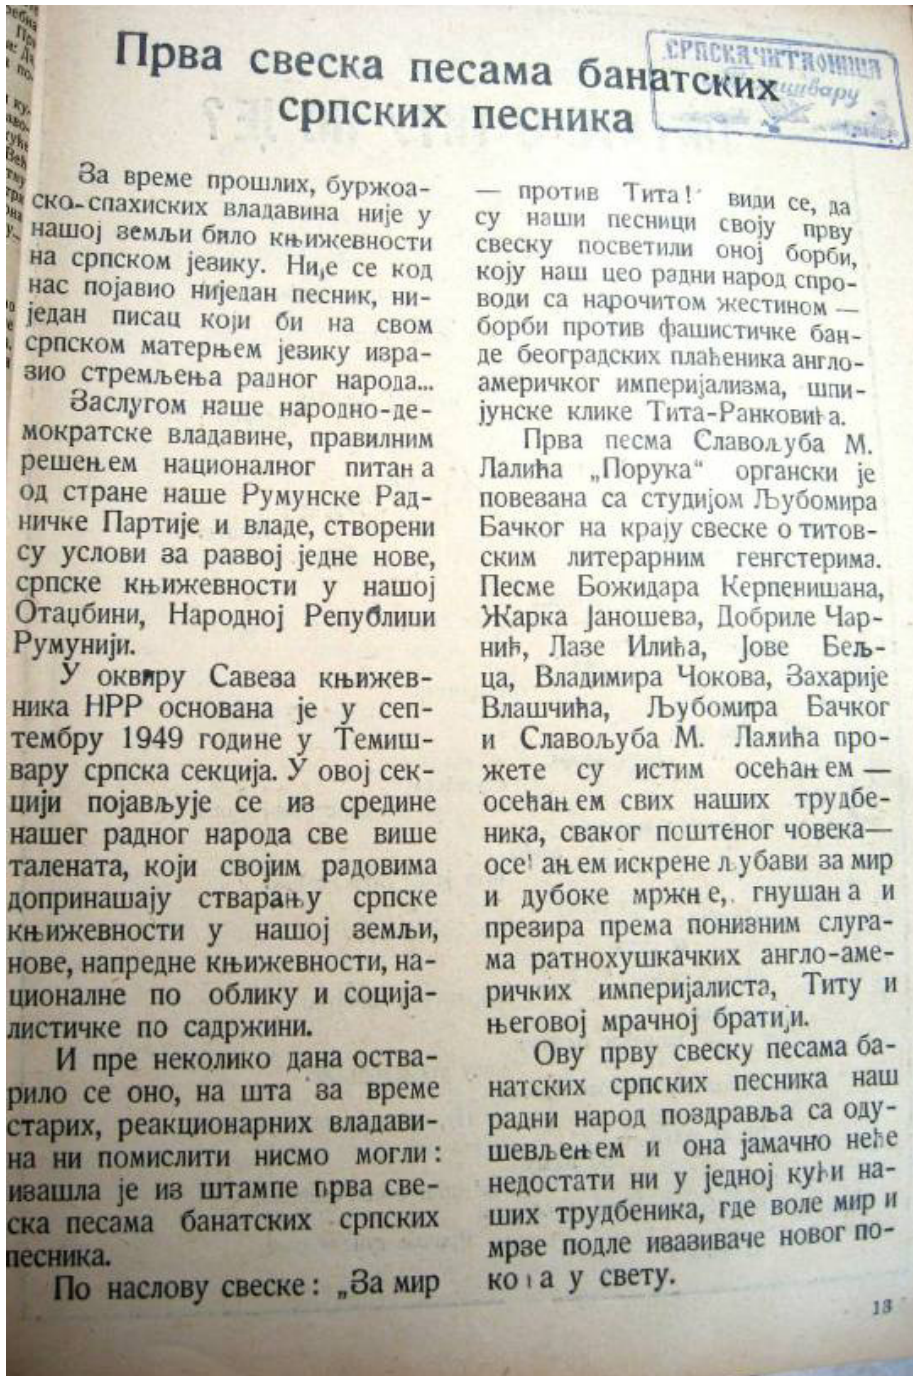 Прва свеска песама банатских
српских песника
СРПСКА ЧИТАОНИЦА
За време прошлих, буржоа-
ско-спахиских владавина није у
нашој земљи било књижевности
на српском језику. Није се код
нас појавио ниједан песник, ни-
један писац који би на свом
српском матерњем језику изра-
зио стремљења радног народа...
Заслугом наше народно-де-
мократске владавине, правилним
решењем националног питања
од стране наше Румунске Рад-
ничке Партије и владе, створени
су услови за развој једне нове,
српске књижевности у нашој
Отаџбини, Народној Републици
Румунији.
У оквиру Савеза књижев-
ника НРР основана је у сеп-
тембру 1949 године у Темиш-
вару српска секција. У овој сек-
цији појављује се из средине
нашег радног народа све више
талената, који својим радовима
допринашају стварању српске
књижевности у нашој земљи,
нове, напредне књижевности, на-
ционалне по облику и соција-
листичке по садржини.
И пре неколико дана оства-
рило се оно, на шта за време
старих, реакционарних владави-
на ни помислити нисмо могли:
изашла је из штампе прва све-
ска песама банатских српских
песника.
По наслову свеске: „За мир
— против Тита!“ види се, да
су наши песници своју прву
свеску посветили оној борби,
коју наш цео радни народ спро-
води са нарочитом жестином —
борби против фашистичке бан-
де београдских плаћеника англо-
америчког империјализма, шпи-
јунске клике Тита-Ранковића.
Прва песма Славољуба М.
Лалића „Порука“ органски је
повезана са студијом Љубомира
Бачког на крају свеске о титов-
ским литерарним генгстерима.
Песме Божидара Керпенишана,
Жарка Јаношева, Добриле Чар-
нић, Лазе Илића, Јове Бељ-
ца, Владимира Чокова, Захарије
Влашчића, Љубомира Бачког
и Славољуба М. Лалића про-
жете су истим осећањем —
осећањем свих наших трудбе-
ника, сваког поштеног човека—
осећањем искрене љубави за мир
и дубоке мржње, гнушања и
презира према понизним слуга-
ма ратнохушкачких англо-аме-
ричких империјалиста, Титу и
његовој мрачној братији.
Ову прву свеску песама ба-
натских српских песника наш
радни народ поздравља са оду-
шевљењем и она јамачно неће
недостати ни у једној кући на-
ших трудбеника, где воле мир и
мрзе подле изазиваче новог по-
коља у свету.
13